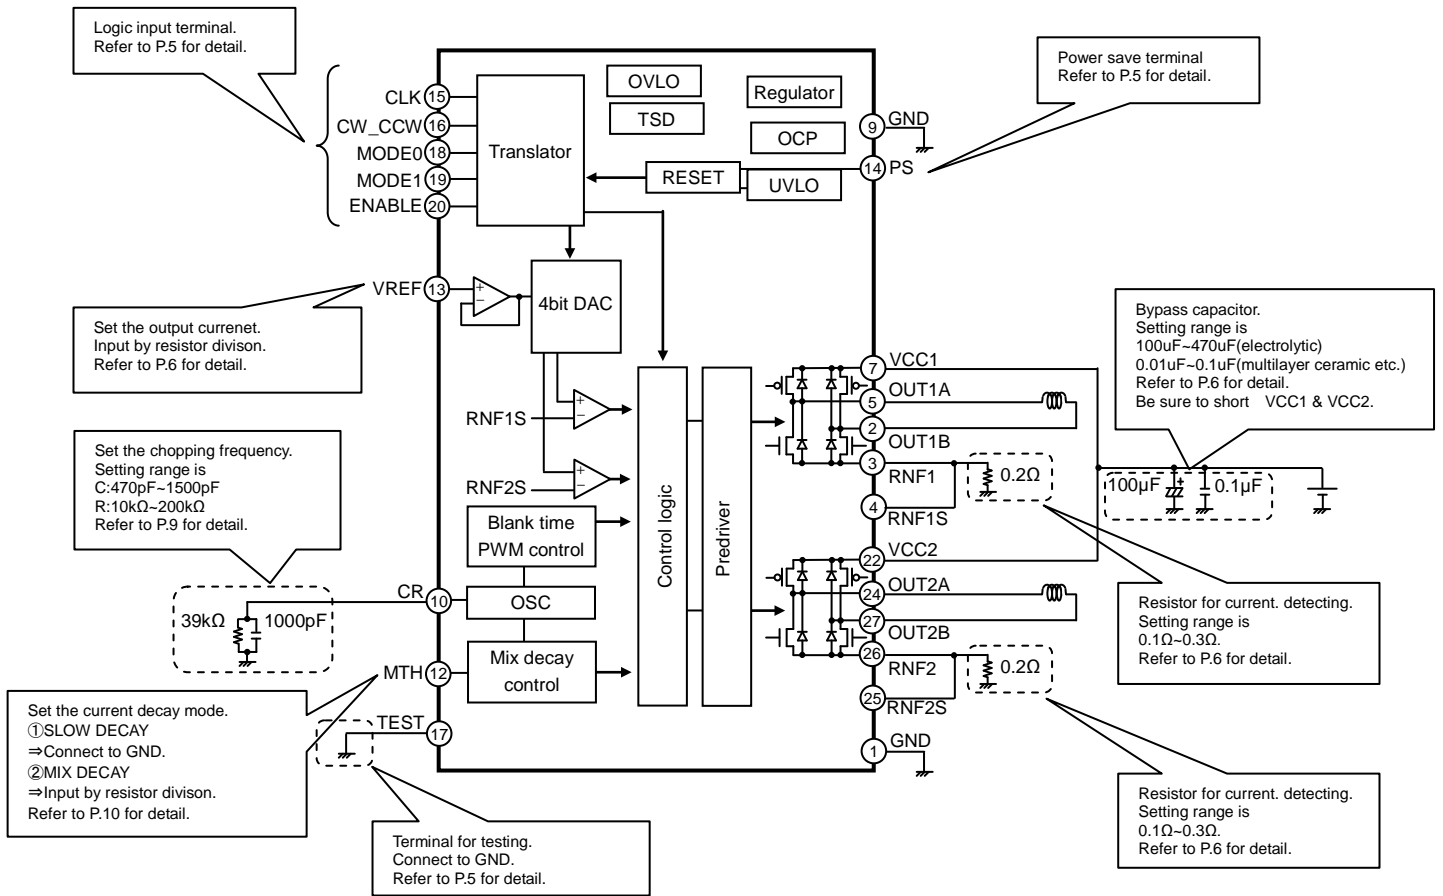 Logic input terminal.
Refer to P.5 for detail.
Power save terminal
Refer to P.5 for detail.
CLK 15
CW_CCW 16
MODE0 18
MODE1 19
ENABLE 20
Translator
OVLO
TSD
Regulator
OCP
RESET
UVLO
9 GND
14 PS
VREF 13
4bit DAC
Set the output currenet.
Input by resistor divison.
Refer to P.6 for detail.
Bypass capacitor.
Setting range is
100uF~470uF(electrolytic)
0.01uF~0.1uF(multilayer ceramic etc.)
Refer to P.6 for detail.
Be sure to short VCC1 & VCC2.
RNF1S
RNF2S
Control logic
Predriver
7 VCC1
5 OUT1A
2 OUT1B
3 RNF1
4 RNF1S
0.2Ω
100μF
0.1μF
Set the chopping frequency.
Setting range is
C:470pF~1500pF
R:10kΩ~200kΩ
Refer to P.9 for detail.
Blank time
PWM control
OSC
Mix decay
control
CR 10
39kΩ
1000pF
MTH 12
TEST 17
22 VCC2
24 OUT2A
27 OUT2B
26 RNF2
25 RNF2S
0.2Ω
1 GND
Resistor for current. detecting.
Setting range is
0.1Ω~0.3Ω.
Refer to P.6 for detail.
Set the current decay mode.
①SLOW DECAY
⇒Connect to GND.
②MIX DECAY
⇒Input by resistor divison.
Refer to P.10 for detail.
Terminal for testing.
Connect to GND.
Refer to P.5 for detail.
Resistor for current. detecting.
Setting range is
0.1Ω~0.3Ω.
Refer to P.6 for detail.